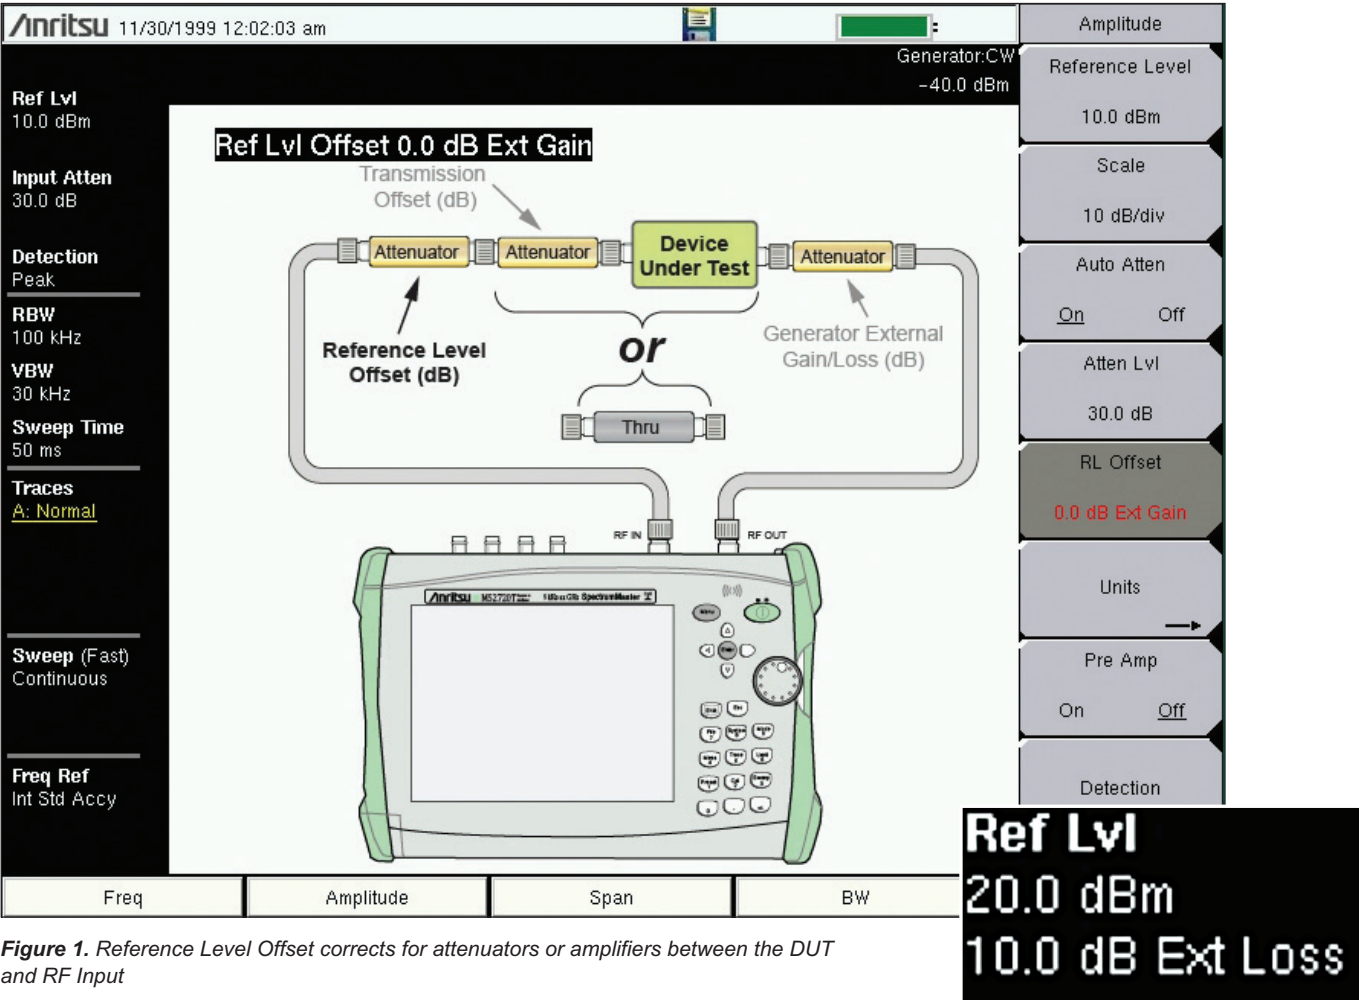 Anritsu 11/30/1999 12:02:03 am
Generator:CW
-40.0 dBm
Ref Lvl
10.0 dBm
Input Atten
30.0 dB
Detection
Peak
RBW
100 kHz
VBW
30 kHz
Sweep Time
50 ms
Traces
A: Normal
Sweep (Fast)
Continuous
Freq Ref
Int Std Accy
Ref Lvl Offset 0.0 dB Ext Gain
Transmission
Offset (dB)
Attenuator
Attenuator
Device
Under Test
Attenuator
Reference Level
Offset (dB)
or
Generator External
Gain/Loss (dB)
Thru
RF IN
RF OUT
Anritsu MS2720T SpectrumMaster
Amplitude
Reference Level
10.0 dBm
Scale
10 dB/div
Auto Atten
On Off
Atten Lvl
30.0 dB
RL Offset
0.0 dB Ext Gain
Units
Pre Amp
On Off
Detection
Freq Amplitude Span BW
Ref Lvl
20.0 dBm
10.0 dB Ext Loss
Figure 1. Reference Level Offset corrects for attenuators or amplifiers between the DUT
and RF Input